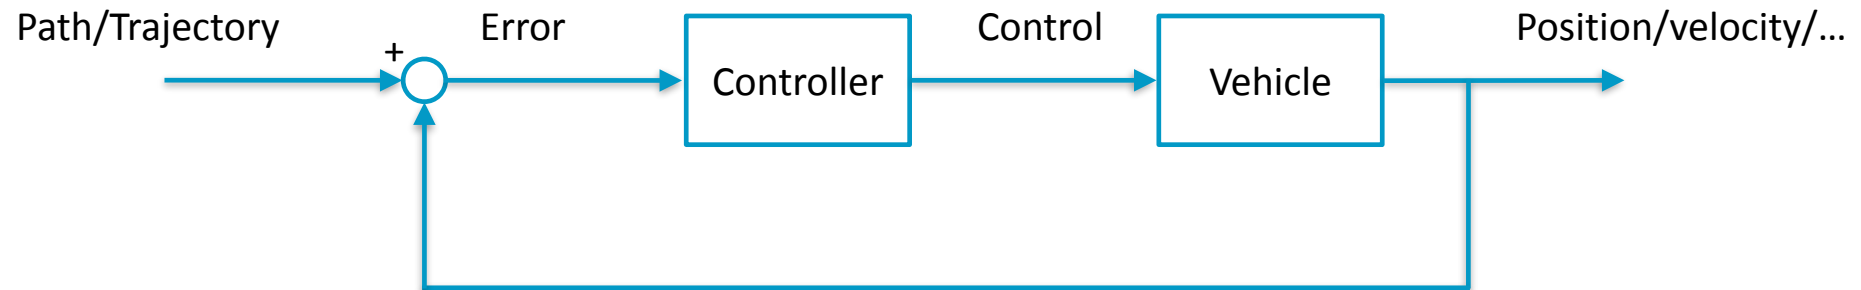 Path/Trajectory
+
Error
Controller
Control
Vehicle
Position/velocity/...